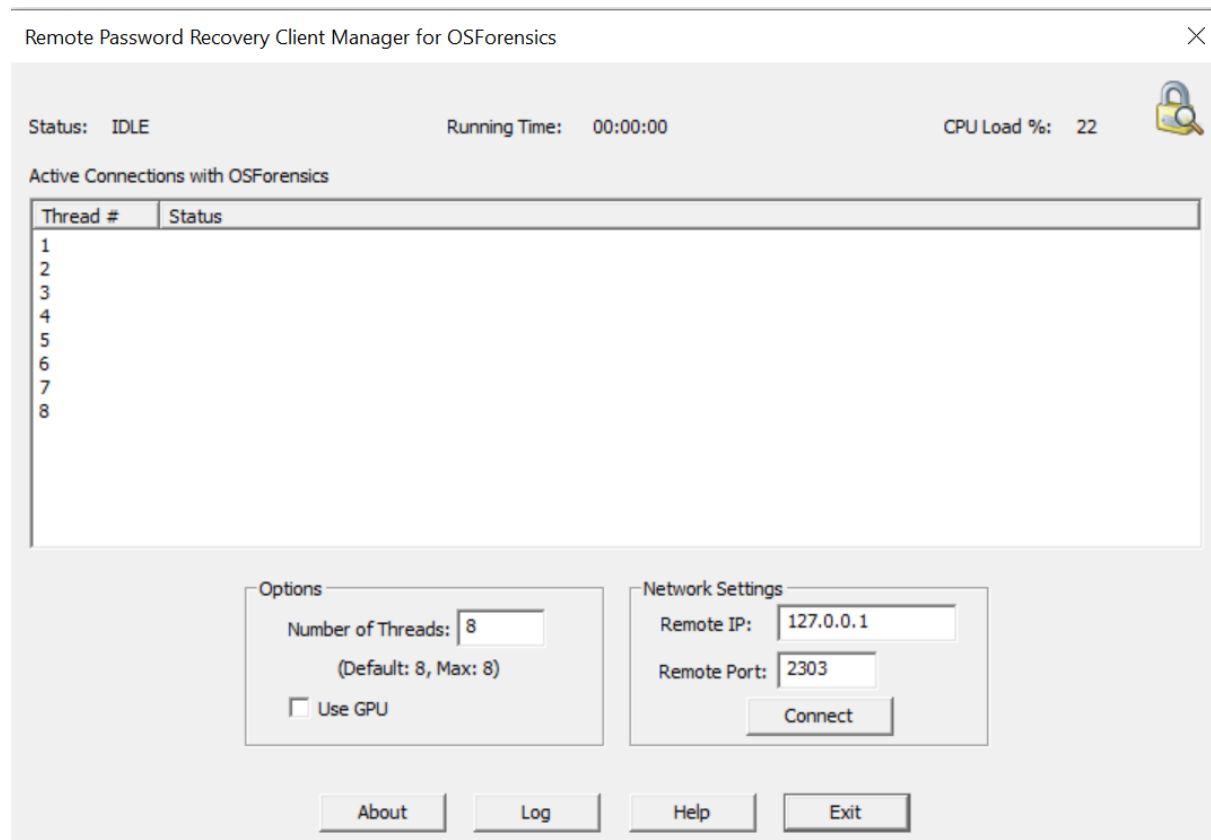 Remote Password Recovery Client Manager for OSForensics
Status: IDLE Running Time: 00:00:00 CPU Load %: 22
Active Connections with OSForensics
Thread # Status
1
2
3
4
5
6
7
8
Options
Number of Threads: 8
(Default: 8, Max: 8)
Use GPU
Network Settings
Remote IP: 127.0.0.1
Remote Port: 2303
Connect
About Log Help Exit